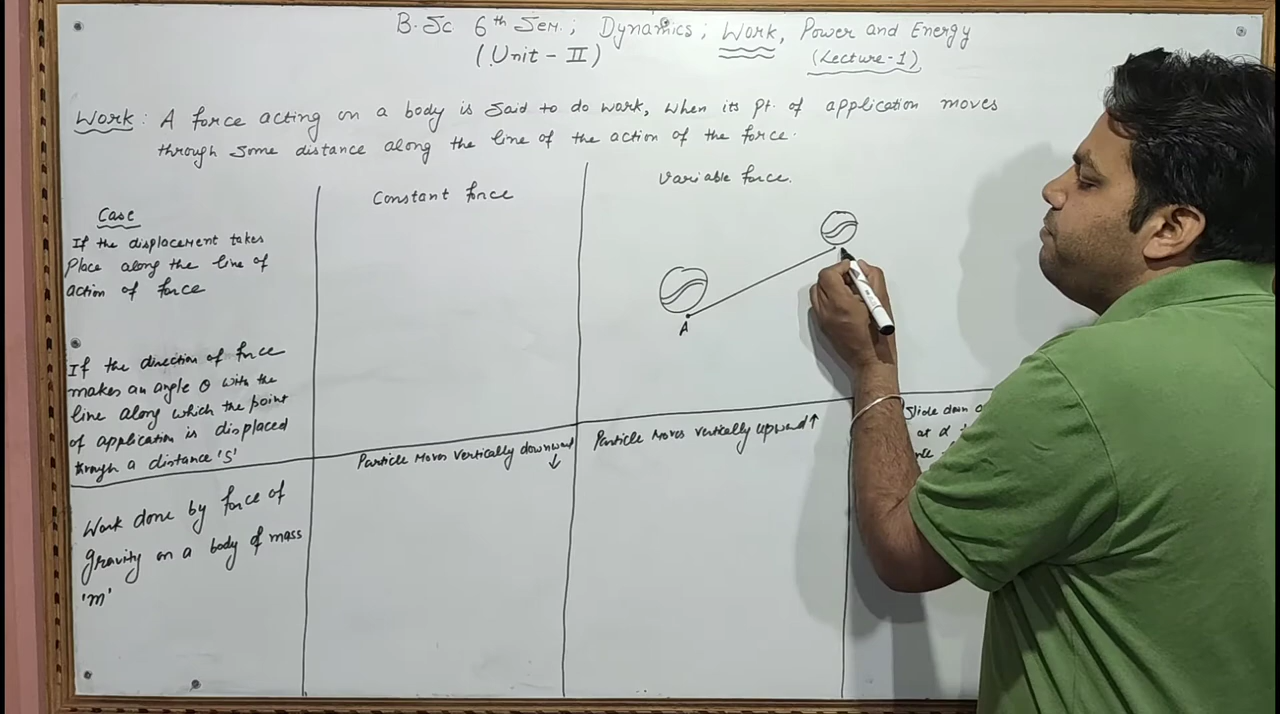 B.Sc 6th Sem.; Dynamics; Work, Power and Energy
(Unit-II) (Lecture-1)
Work: A force acting on a body is said to do work, when its pt. of application moves
through some distance along the line of the action of the force.
Case
If the displacement takes
Place along the line of
action of force
Constant force
Variable force.
A
If the direction of force
makes an angle θ with the
line along which the point
of application is displaced
through a distance 's'
Work done by force of
gravity on a body of mass
'm'
Particle Moves vertically downward
↓
Particle Moves vertically upward ↑
Slide down
at α